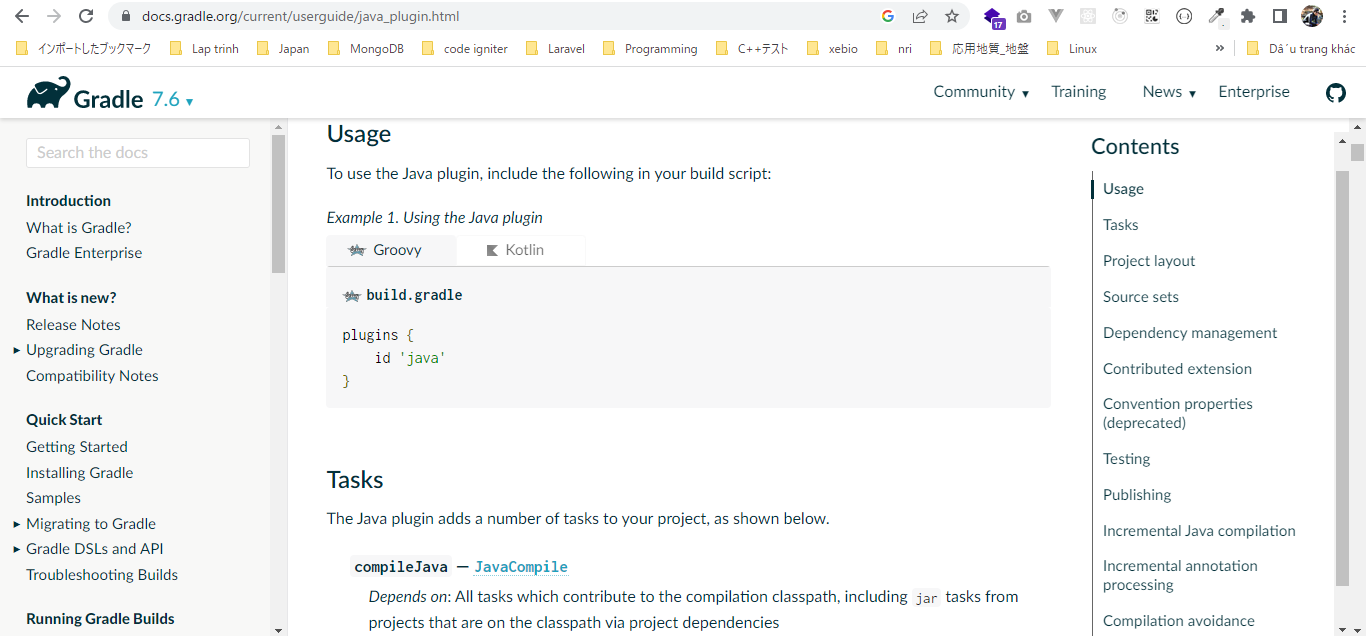 docs.gradle.org/current/userguide/java_plugin.html
17
インポートしたブックマーク Lap trinh Japan MongoDB code igniter Laravel Programming C++テスト xebio nri 応用地質_地盤 Linux » Dấu trang khác
Gradle 7.6 ▾
Community ▾ Training News ▾ Enterprise
Search the docs
Introduction
What is Gradle?
Gradle Enterprise
What is new?
Release Notes
Upgrading Gradle
Compatibility Notes
Quick Start
Getting Started
Installing Gradle
Samples
Migrating to Gradle
Gradle DSLs and API
Troubleshooting Builds
Running Gradle Builds
Usage
To use the Java plugin, include the following in your build script:
Example 1. Using the Java plugin
Groovy Kotlin
build.gradle
plugins {
    id 'java'
}
Tasks
The Java plugin adds a number of tasks to your project, as shown below.
compileJava — JavaCompile
Depends on: All tasks which contribute to the compilation classpath, including jar tasks from
projects that are on the classpath via project dependencies
Contents
Usage
Tasks
Project layout
Source sets
Dependency management
Contributed extension
Convention properties
(deprecated)
Testing
Publishing
Incremental Java compilation
Incremental annotation
processing
Compilation avoidance